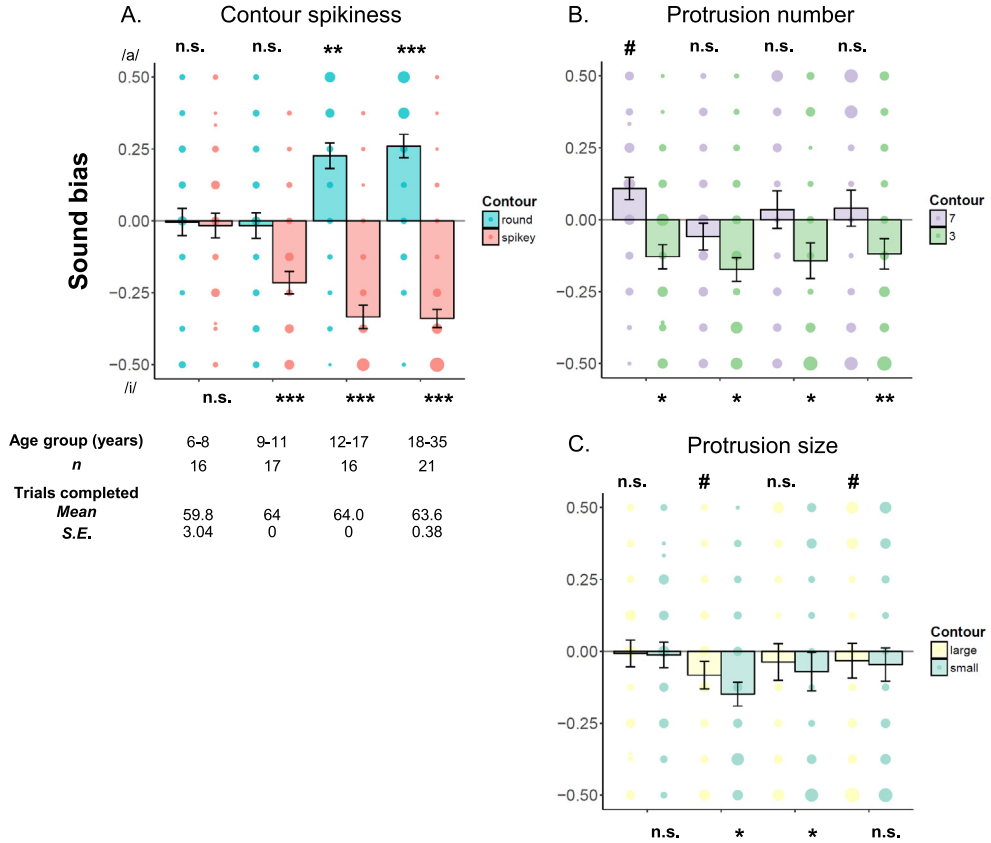 A. Contour spikiness
n.s. n.s. ** ***
/a/
0.50
0.25
0.00
−0.25
−0.50
/i/
Sound bias
Contour
round
spikey
n.s. *** *** ***
Age group (years) 6-8 9-11 12-17 18-35
n 16 17 16 21
Trials completed
Mean 59.8 64 64.0 63.6
S.E. 3.04 0 0 0.38
B. Protrusion number
# n.s. n.s. n.s.
0.50
0.25
0.00
−0.25
−0.50
Contour
7
3
* * * **
C. Protrusion size
n.s. # n.s. #
0.50
0.25
0.00
−0.25
−0.50
Contour
large
small
n.s. * * n.s.